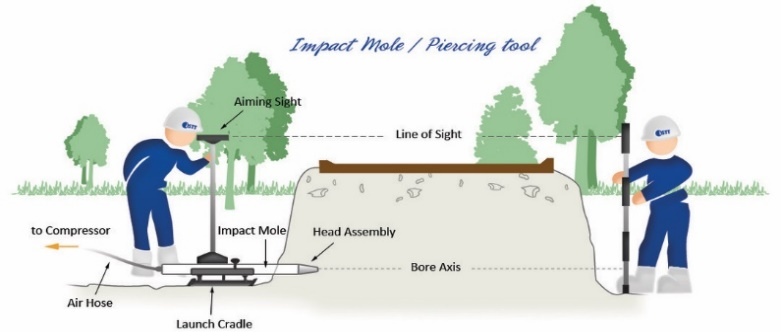 Impact Mole / Piercing tool
Aiming Sight
Line of Sight
to Compressor
Impact Mole
Head Assembly
Bore Axis
Air Hose
Launch Cradle